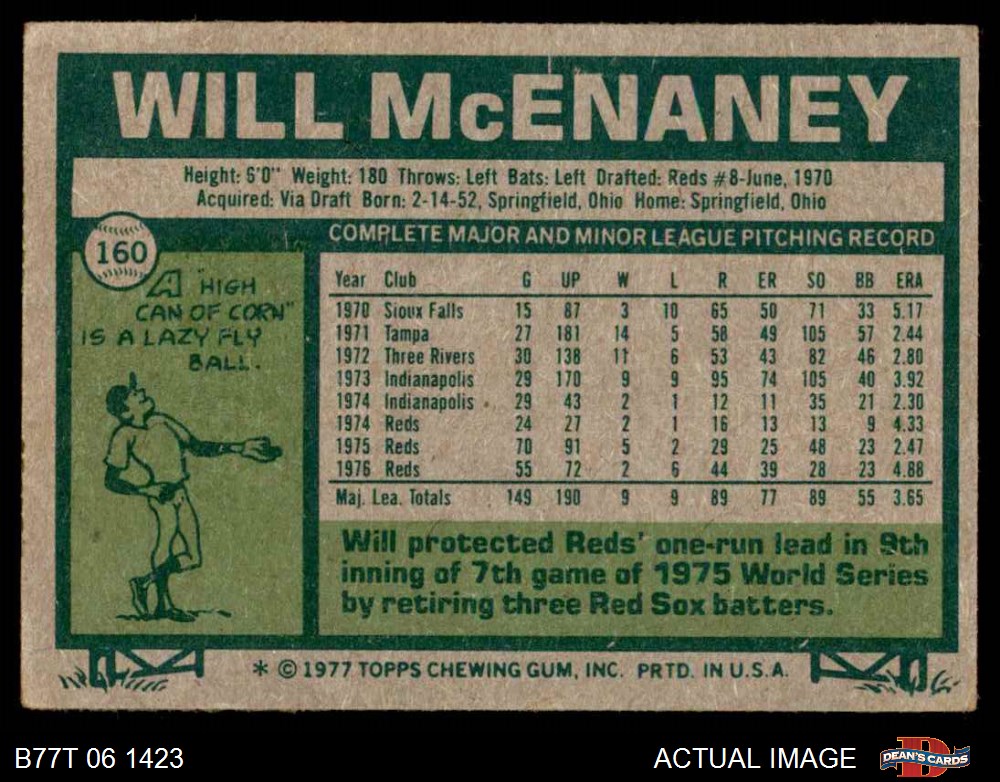 WILL McENANEY
Height: 6'0" Weight: 180 Throws: Left Bats: Left Drafted: Reds #8-June, 1970
Acquired: Via Draft Born: 2-14-52, Springfield, Ohio Home: Springfield, Ohio
160
A "HIGH
CAN OF CORN"
IS A LAZY FLY
BALL.
COMPLETE MAJOR AND MINOR LEAGUE PITCHING RECORD
Year Club G UP W L R ER SO BB ERA
1970 Sioux Falls 15 87 3 10 65 50 71 33 5.17
1971 Tampa 27 181 14 5 58 49 105 57 2.44
1972 Three Rivers 30 138 11 6 53 43 82 46 2.80
1973 Indianapolis 29 170 9 9 95 74 105 40 3.92
1974 Indianapolis 29 43 2 1 12 11 35 21 2.30
1974 Reds 24 27 2 1 16 13 13 9 4.33
1975 Reds 70 91 5 2 29 25 48 23 2.47
1976 Reds 55 72 2 6 44 39 28 23 4.88
Maj. Lea. Totals 149 190 9 9 89 77 89 55 3.65
Will protected Reds' one-run lead in 9th
inning of 7th game of 1975 World Series
by retiring three Red Sox batters.
* © 1977 TOPPS CHEWING GUM, INC. PRTD. IN U.S.A.
B77T 06 1423
ACTUAL IMAGE
D
DEAN'S CARDS